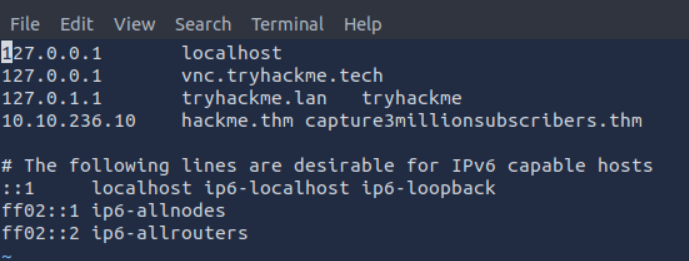 File Edit View Search Terminal Help
127.0.0.1 localhost
127.0.0.1 vnc.tryhackme.tech
127.0.1.1 tryhackme.lan tryhackme
10.10.236.10 hackme.thm capture3millionsubscribers.thm
# The following lines are desirable for IPv6 capable hosts
::1 localhost ip6-localhost ip6-loopback
ff02::1 ip6-allnodes
ff02::2 ip6-allrouters
~